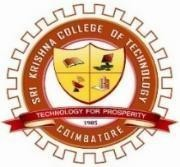 SRI KRISHNA COLLEGE OF TECHNOLOGY
TECHNOLOGY FOR PROSPERITY
1985
COIMBATORE